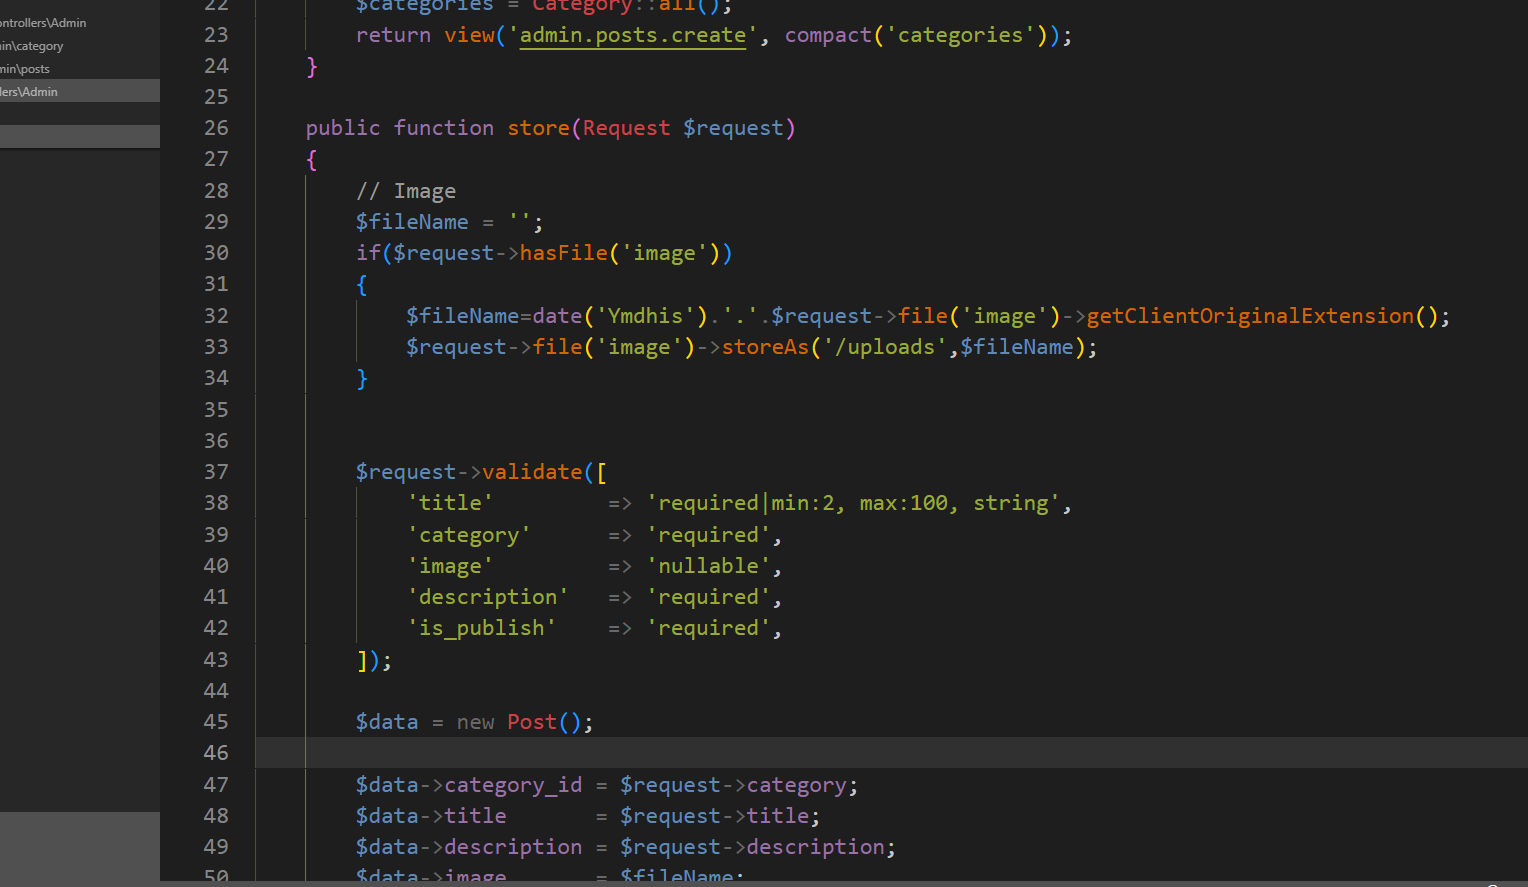 ontrollers\Admin
in\category
min\posts
lers\Admin
22 $categories = Category::all();
23 return view('admin.posts.create', compact('categories'));
24 }
25
26 public function store(Request $request)
27 {
28 // Image
29 $fileName = '';
30 if($request->hasFile('image'))
31 {
32 $fileName=date('Ymdhis').'.'.$request->file('image')->getClientOriginalExtension();
33 $request->file('image')->storeAs('/uploads',$fileName);
34 }
35
36
37 $request->validate([
38 'title' => 'required|min:2, max:100, string',
39 'category' => 'required',
40 'image' => 'nullable',
41 'description' => 'required',
42 'is_publish' => 'required',
43 ]);
44
45 $data = new Post();
46
47 $data->category_id = $request->category;
48 $data->title = $request->title;
49 $data->description = $request->description;
50 $data->image = $fileName;